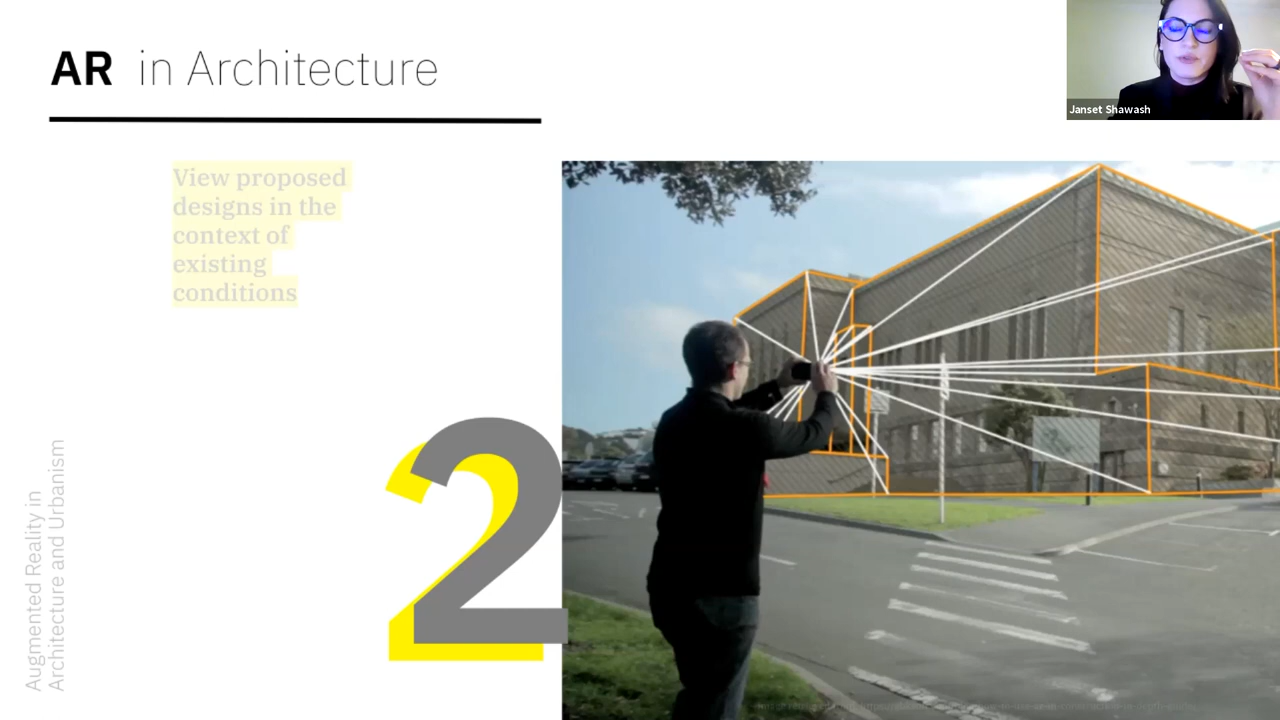 AR in Architecture
Janset Shawash
View proposed
designs in the
context of
existing
conditions
2
Augmented Reality in
Architecture and Urbanism